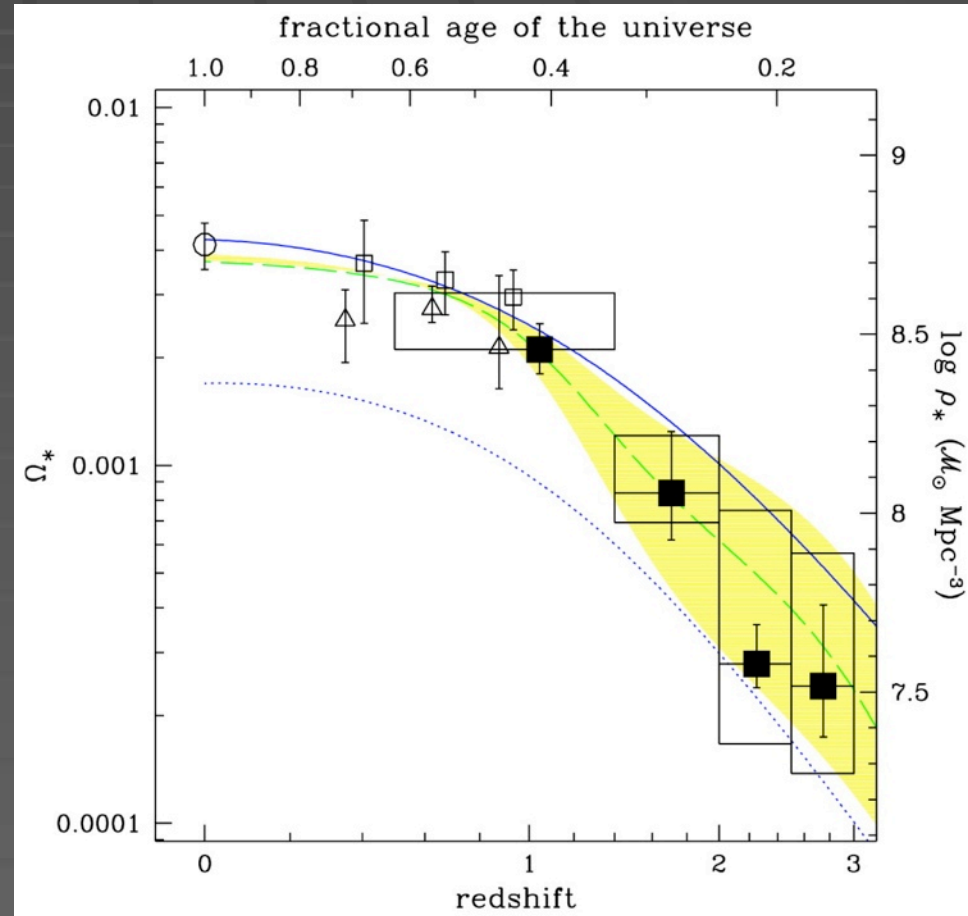 fractional age of the universe
1.0 0.8 0.6 0.4 0.2
0.01
0.001
0.0001
Ω*
9
8.5
8
7.5
log ρ* (ℳ⊙ Mpc⁻³)
0 1 2 3
redshift